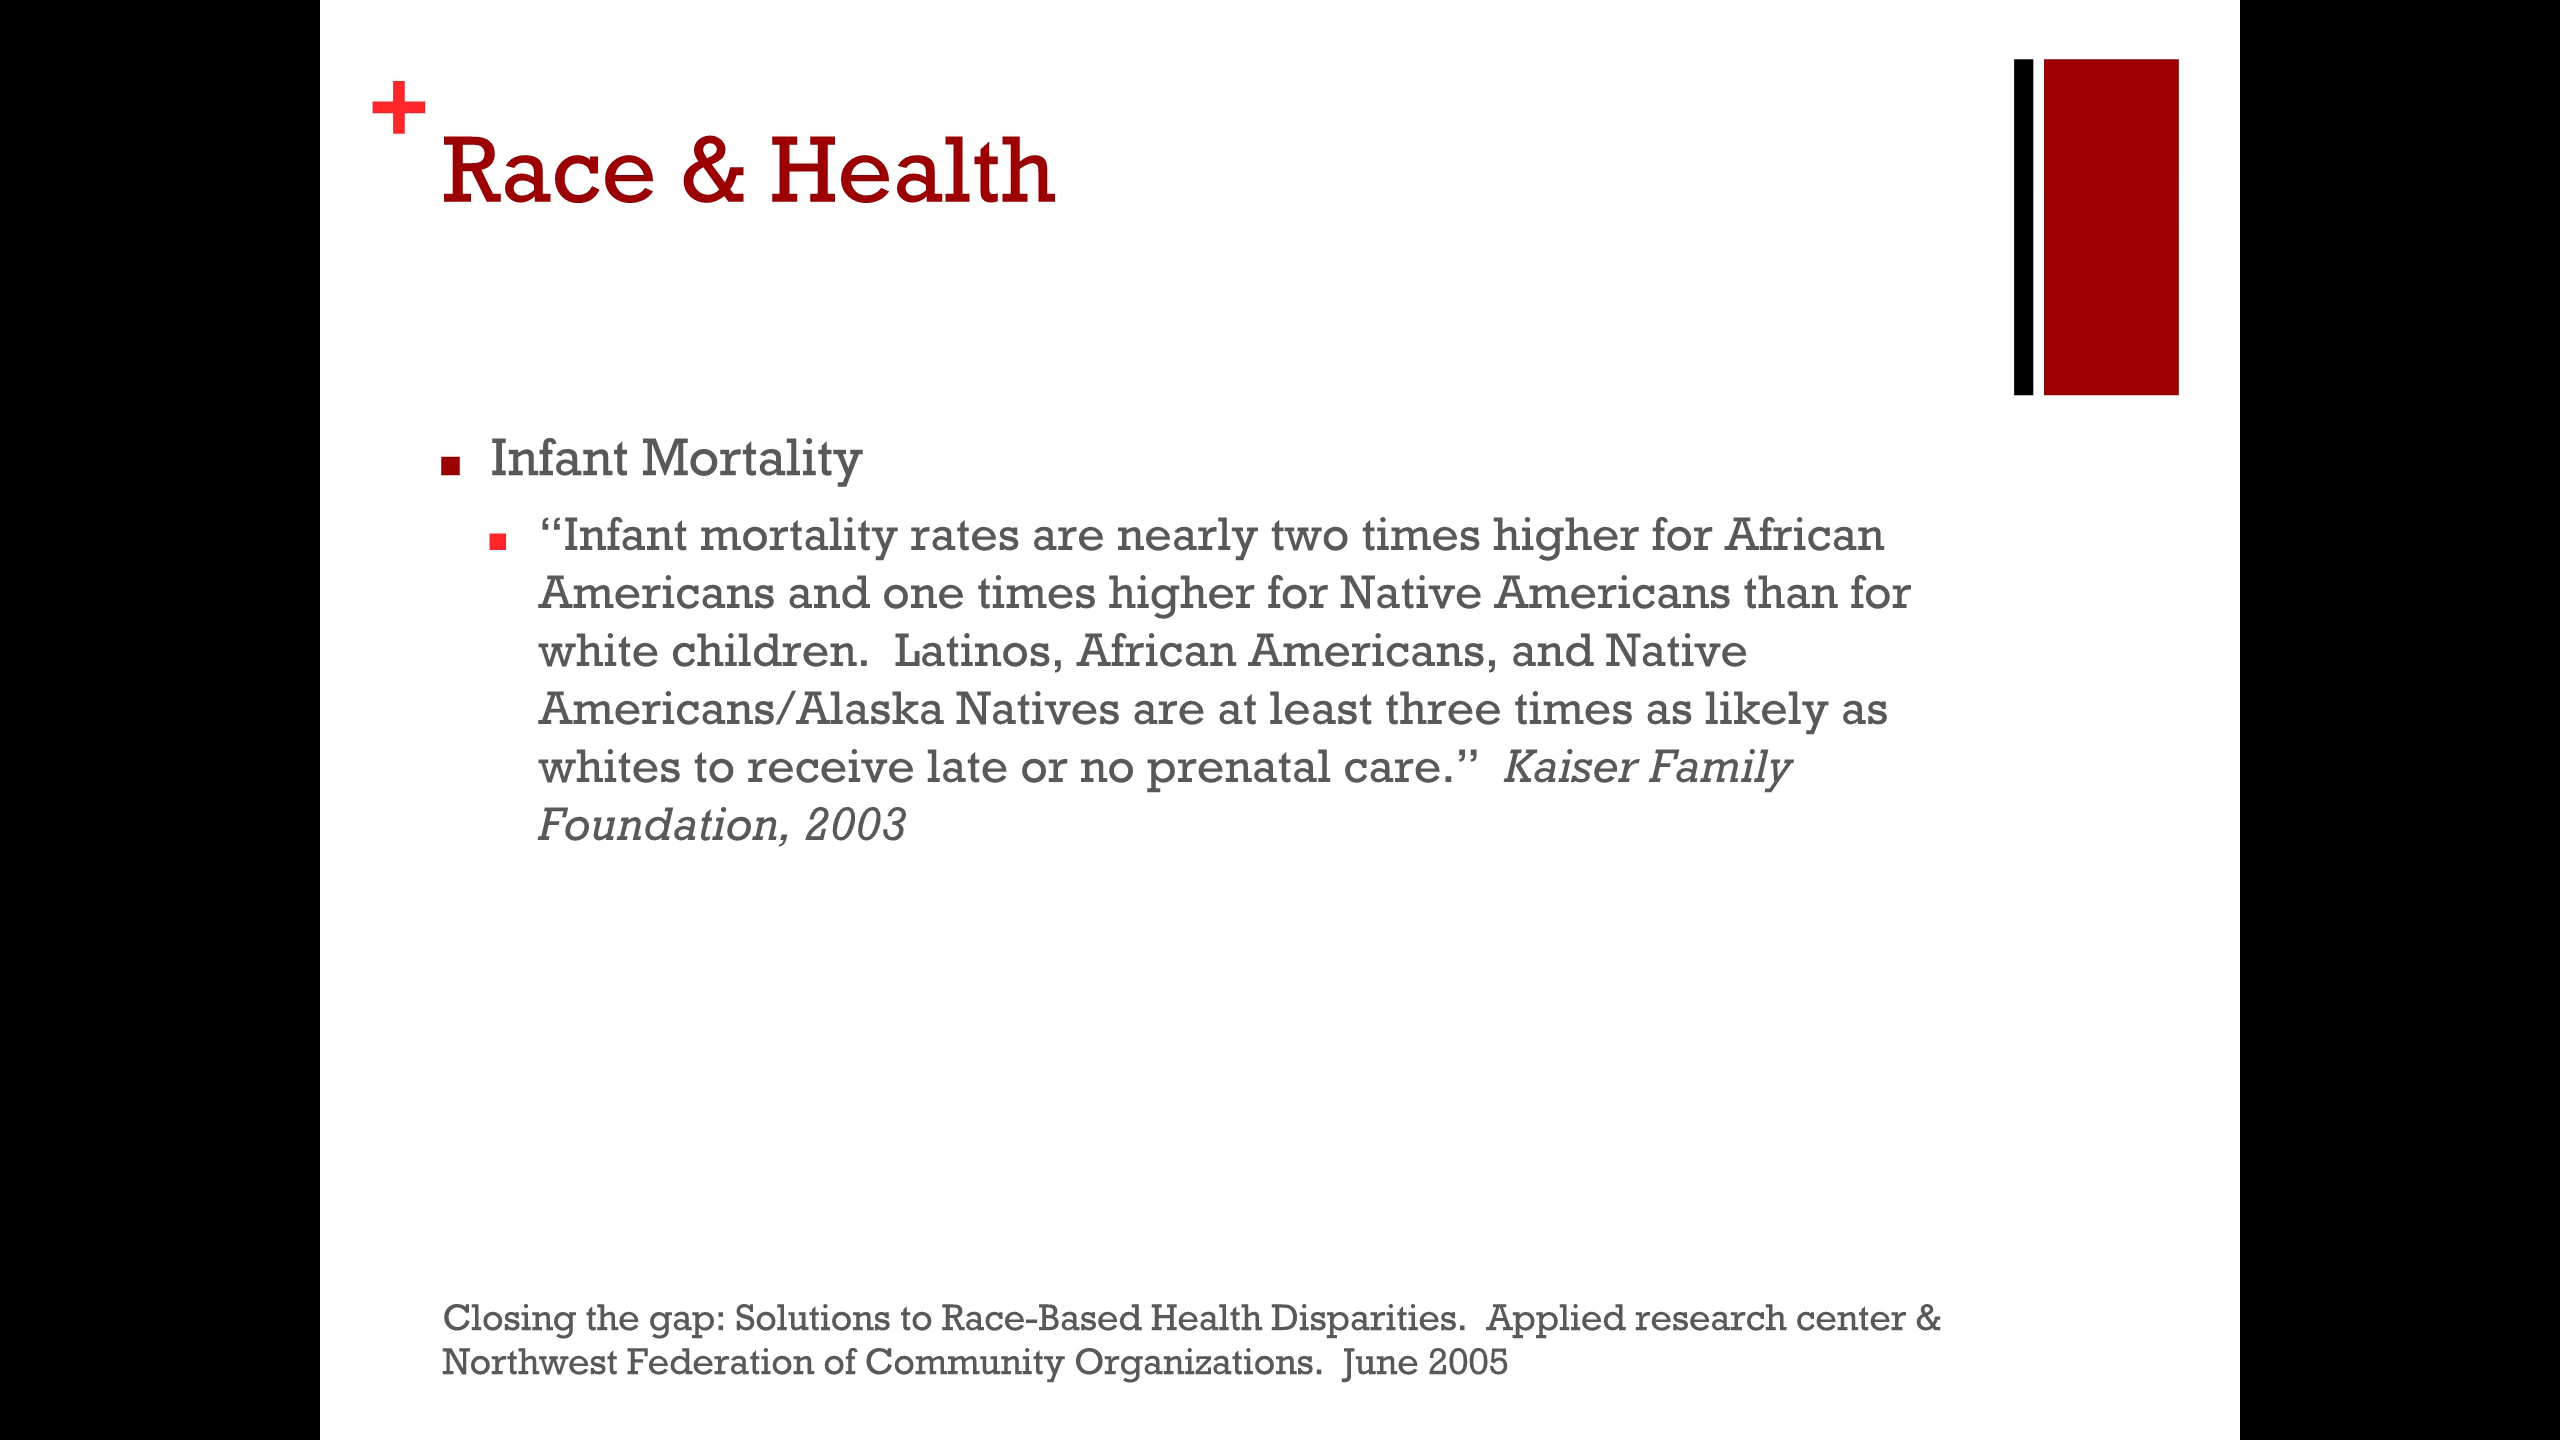 +
Race & Health
Infant Mortality
“Infant mortality rates are nearly two times higher for African
Americans and one times higher for Native Americans than for
white children.  Latinos, African Americans, and Native
Americans/Alaska Natives are at least three times as likely as
whites to receive late or no prenatal care.”  Kaiser Family
Foundation, 2003
Closing the gap: Solutions to Race-Based Health Disparities.  Applied research center &
Northwest Federation of Community Organizations.  June 2005